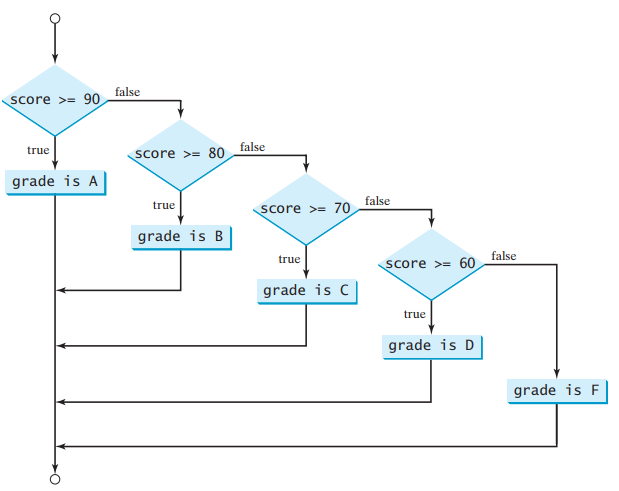 score >= 90
false
true
grade is A
score >= 80
false
true
grade is B
score >= 70
false
true
grade is C
score >= 60
false
true
grade is D
grade is F